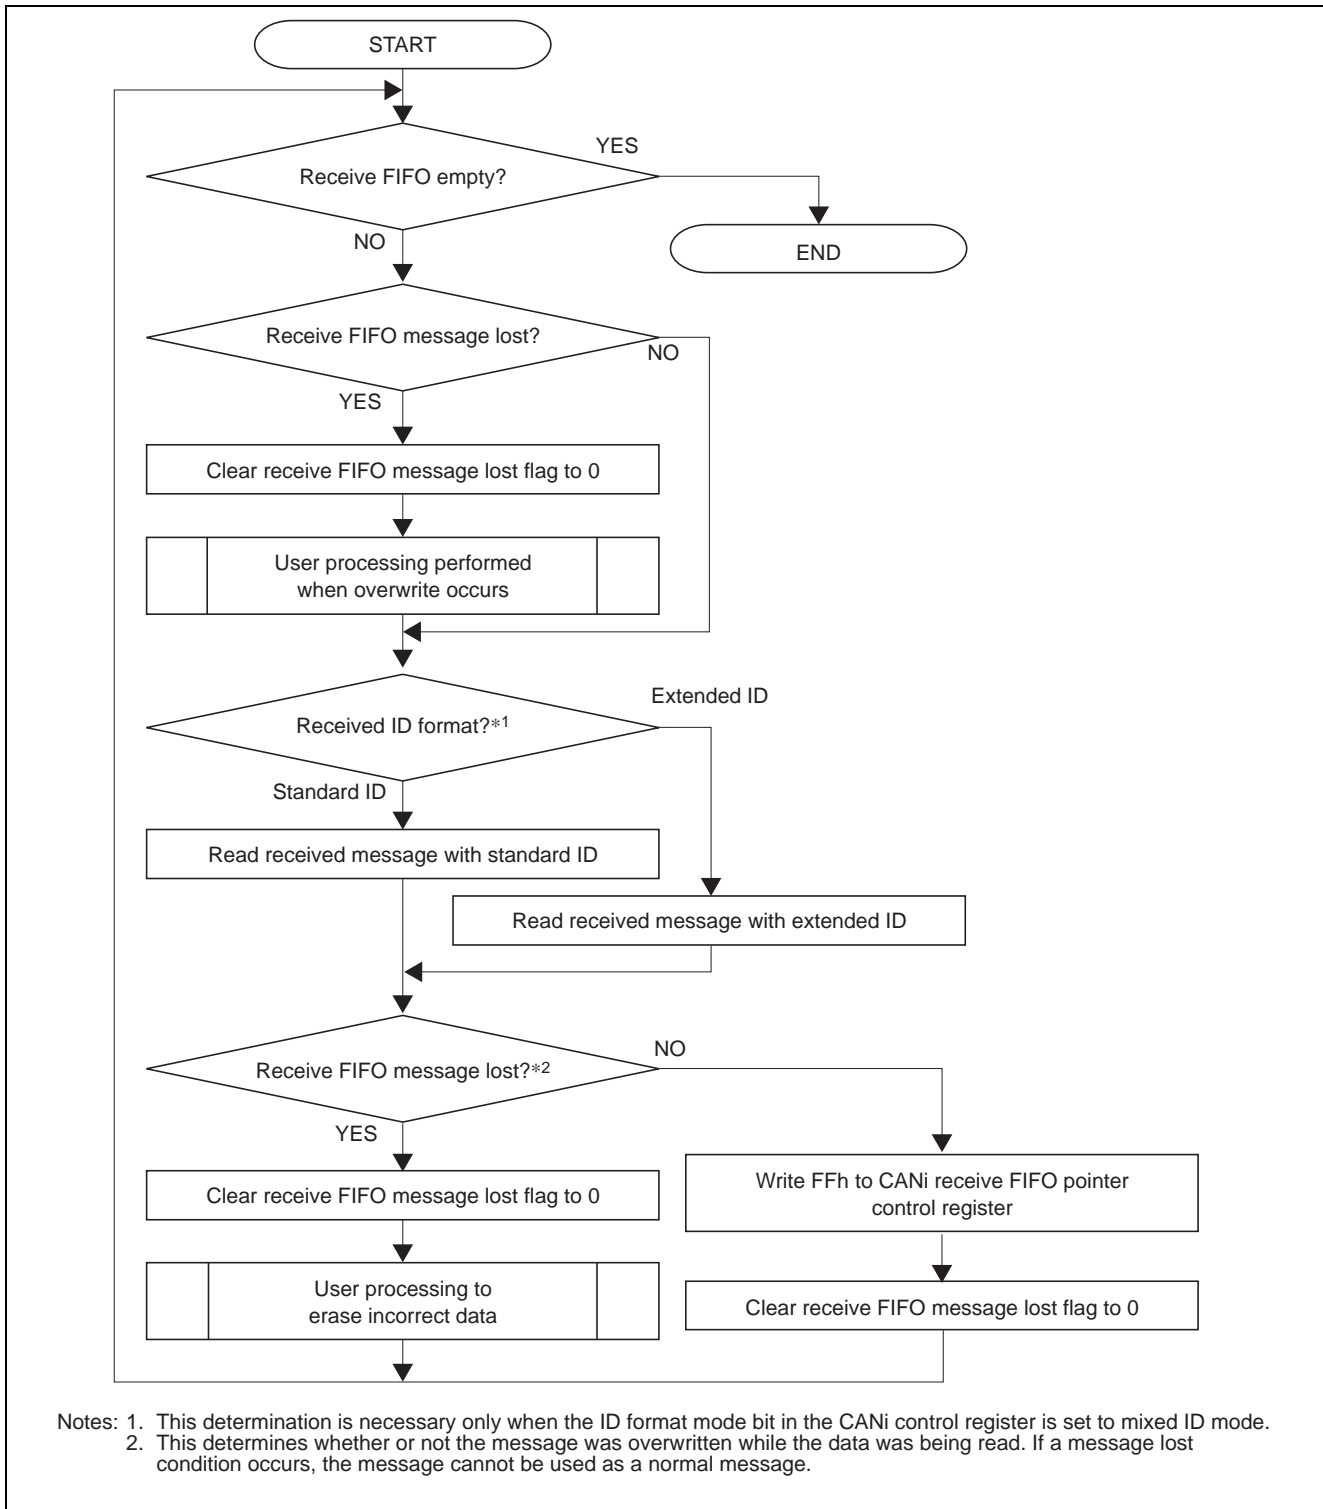 START
YES
Receive FIFO empty?
NO
END
Receive FIFO message lost?
NO
YES
Clear receive FIFO message lost flag to 0
User processing performed
when overwrite occurs
Extended ID
Received ID format?*1
Standard ID
Read received message with standard ID
Read received message with extended ID
NO
Receive FIFO message lost?*2
YES
Write FFh to CANi receive FIFO pointer
control register
Clear receive FIFO message lost flag to 0
User processing to
erase incorrect data
Clear receive FIFO message lost flag to 0
Notes: 1. This determination is necessary only when the ID format mode bit in the CANi control register is set to mixed ID mode.
2. This determines whether or not the message was overwritten while the data was being read. If a message lost
condition occurs, the message cannot be used as a normal message.